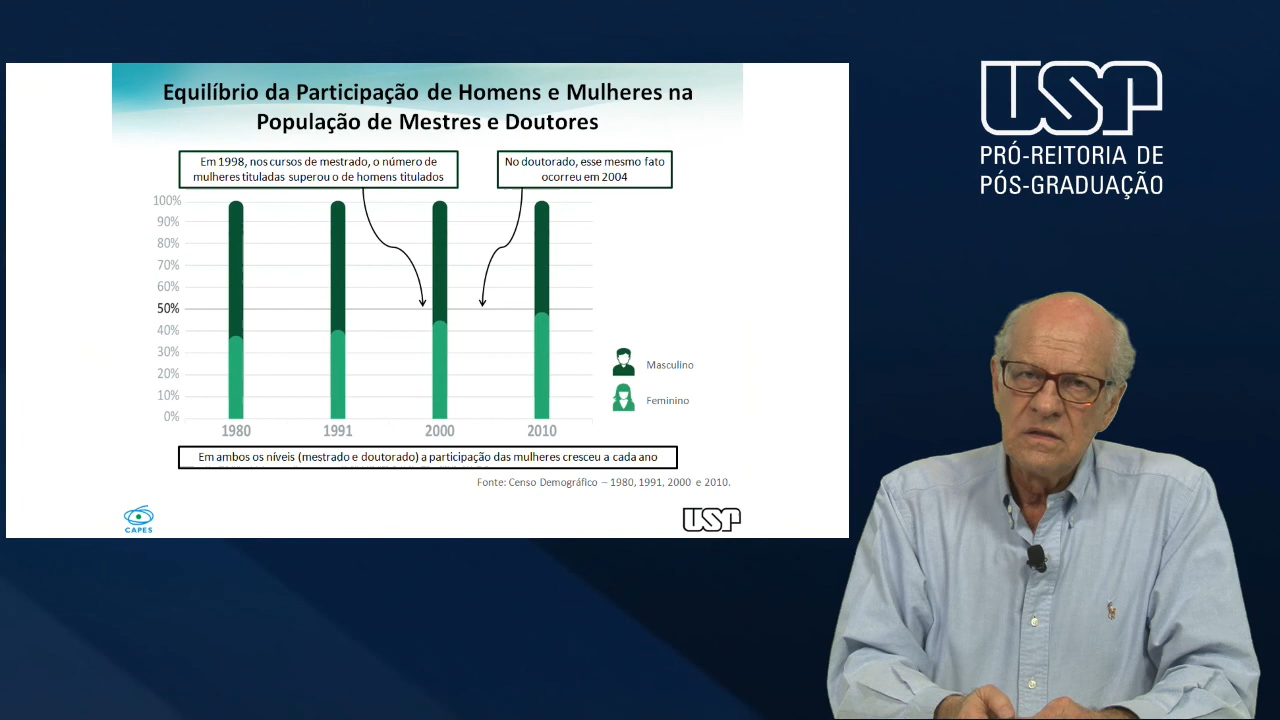 Equilíbrio da Participação de Homens e Mulheres na
População de Mestres e Doutores
Em 1998, nos cursos de mestrado, o número de
mulheres tituladas superou o de homens titulados
No doutorado, esse mesmo fato
ocorreu em 2004
100%
90%
80%
70%
60%
50%
40%
30%
20%
10%
0%
1980
1991
2000
2010
Masculino
Feminino
Em ambos os níveis (mestrado e doutorado) a participação das mulheres cresceu a cada ano
Fonte: Censo Demográfico – 1980, 1991, 2000 e 2010.
CAPES
USP
USP
PRÓ-REITORIA DE
PÓS-GRADUAÇÃO